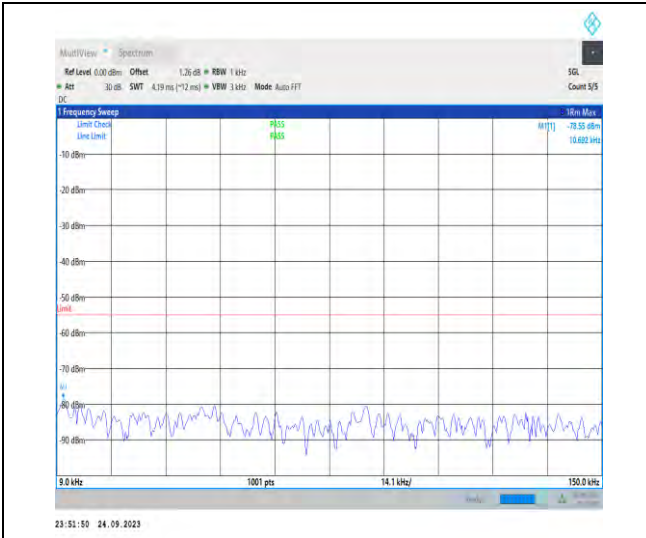 MultiView Spectrum
Ref Level 0.00 dBm Offset 1.26 dB RBW 1 kHz SGL
Att 30 dB SWT 4.19 ms (~12 ms) VBW 3 kHz Mode Auto FFT Count 5/5
DC
1 Frequency Sweep 1Rm Max
Limit Check PASS M1[1] -78.55 dBm
Line Limit PASS 10.692 kHz
-10 dBm
-20 dBm
-30 dBm
-40 dBm
-50 dBm
Limit
-60 dBm
-70 dBm
M1
-80 dBm
-90 dBm
9.0 kHz 1001 pts 14.1 kHz/ 150.0 kHz
23:51:50 24.09.2023